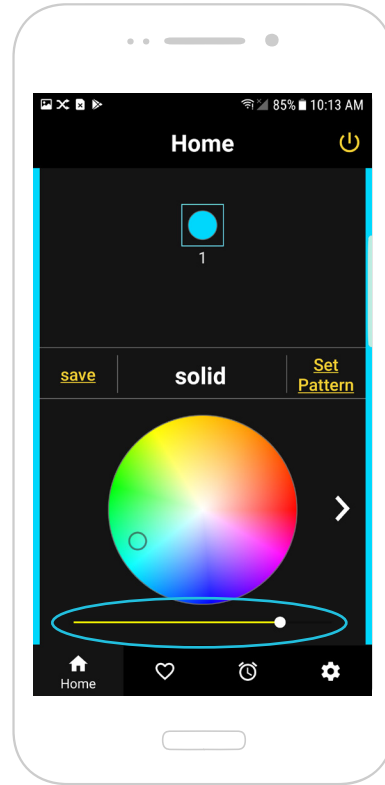 85% 10:13 AM
Home
1
save
solid
Set
Pattern
Home